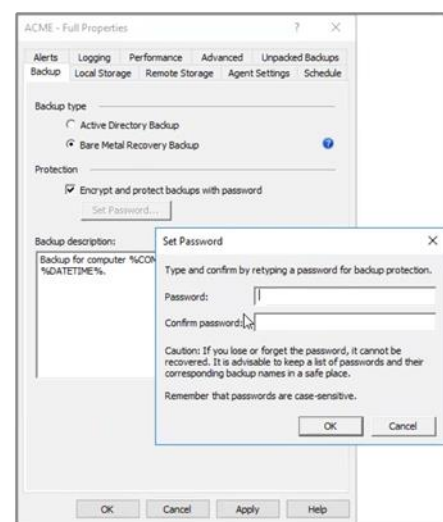 ACME - Full Properties
?
Alerts Logging Performance Advanced Unpacked Backups
Backup Local Storage Remote Storage Agent Settings Schedule
Backup type
Active Directory Backup
Bare Metal Recovery Backup
?
Protection
Encrypt and protect backups with password
Set Password...
Backup description:
Backup for computer %COM
%DATETIME%.
Set Password
Type and confirm by retyping a password for backup protection.
Password:
Confirm password:
Caution: If you lose or forget the password, it cannot be
recovered. It is advisable to keep a list of passwords and their
corresponding backup names in a safe place.
Remember that passwords are case-sensitive.
OK Cancel
OK Cancel Apply Help